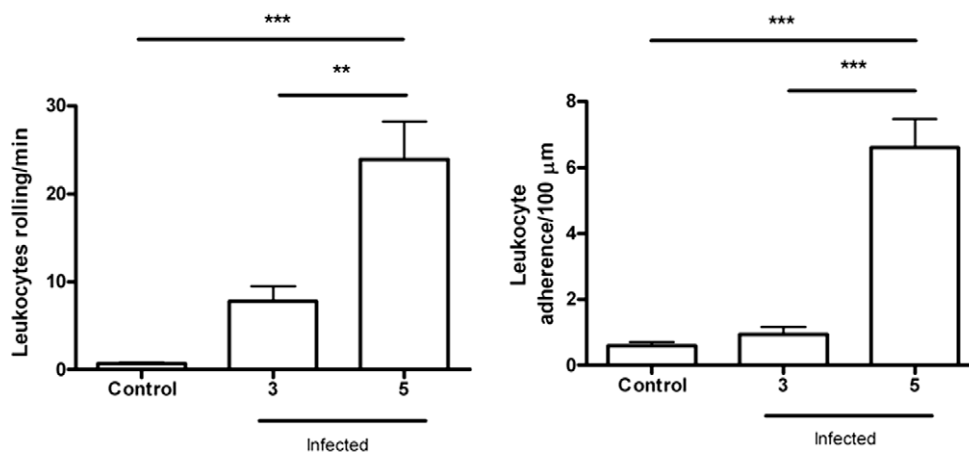 ***
**
Leukocytes rolling/min
30
20
10
0
Control 3 5
Infected
***
***
Leukocyte
adherence/100 μm
8
6
4
2
0
Control 3 5
Infected